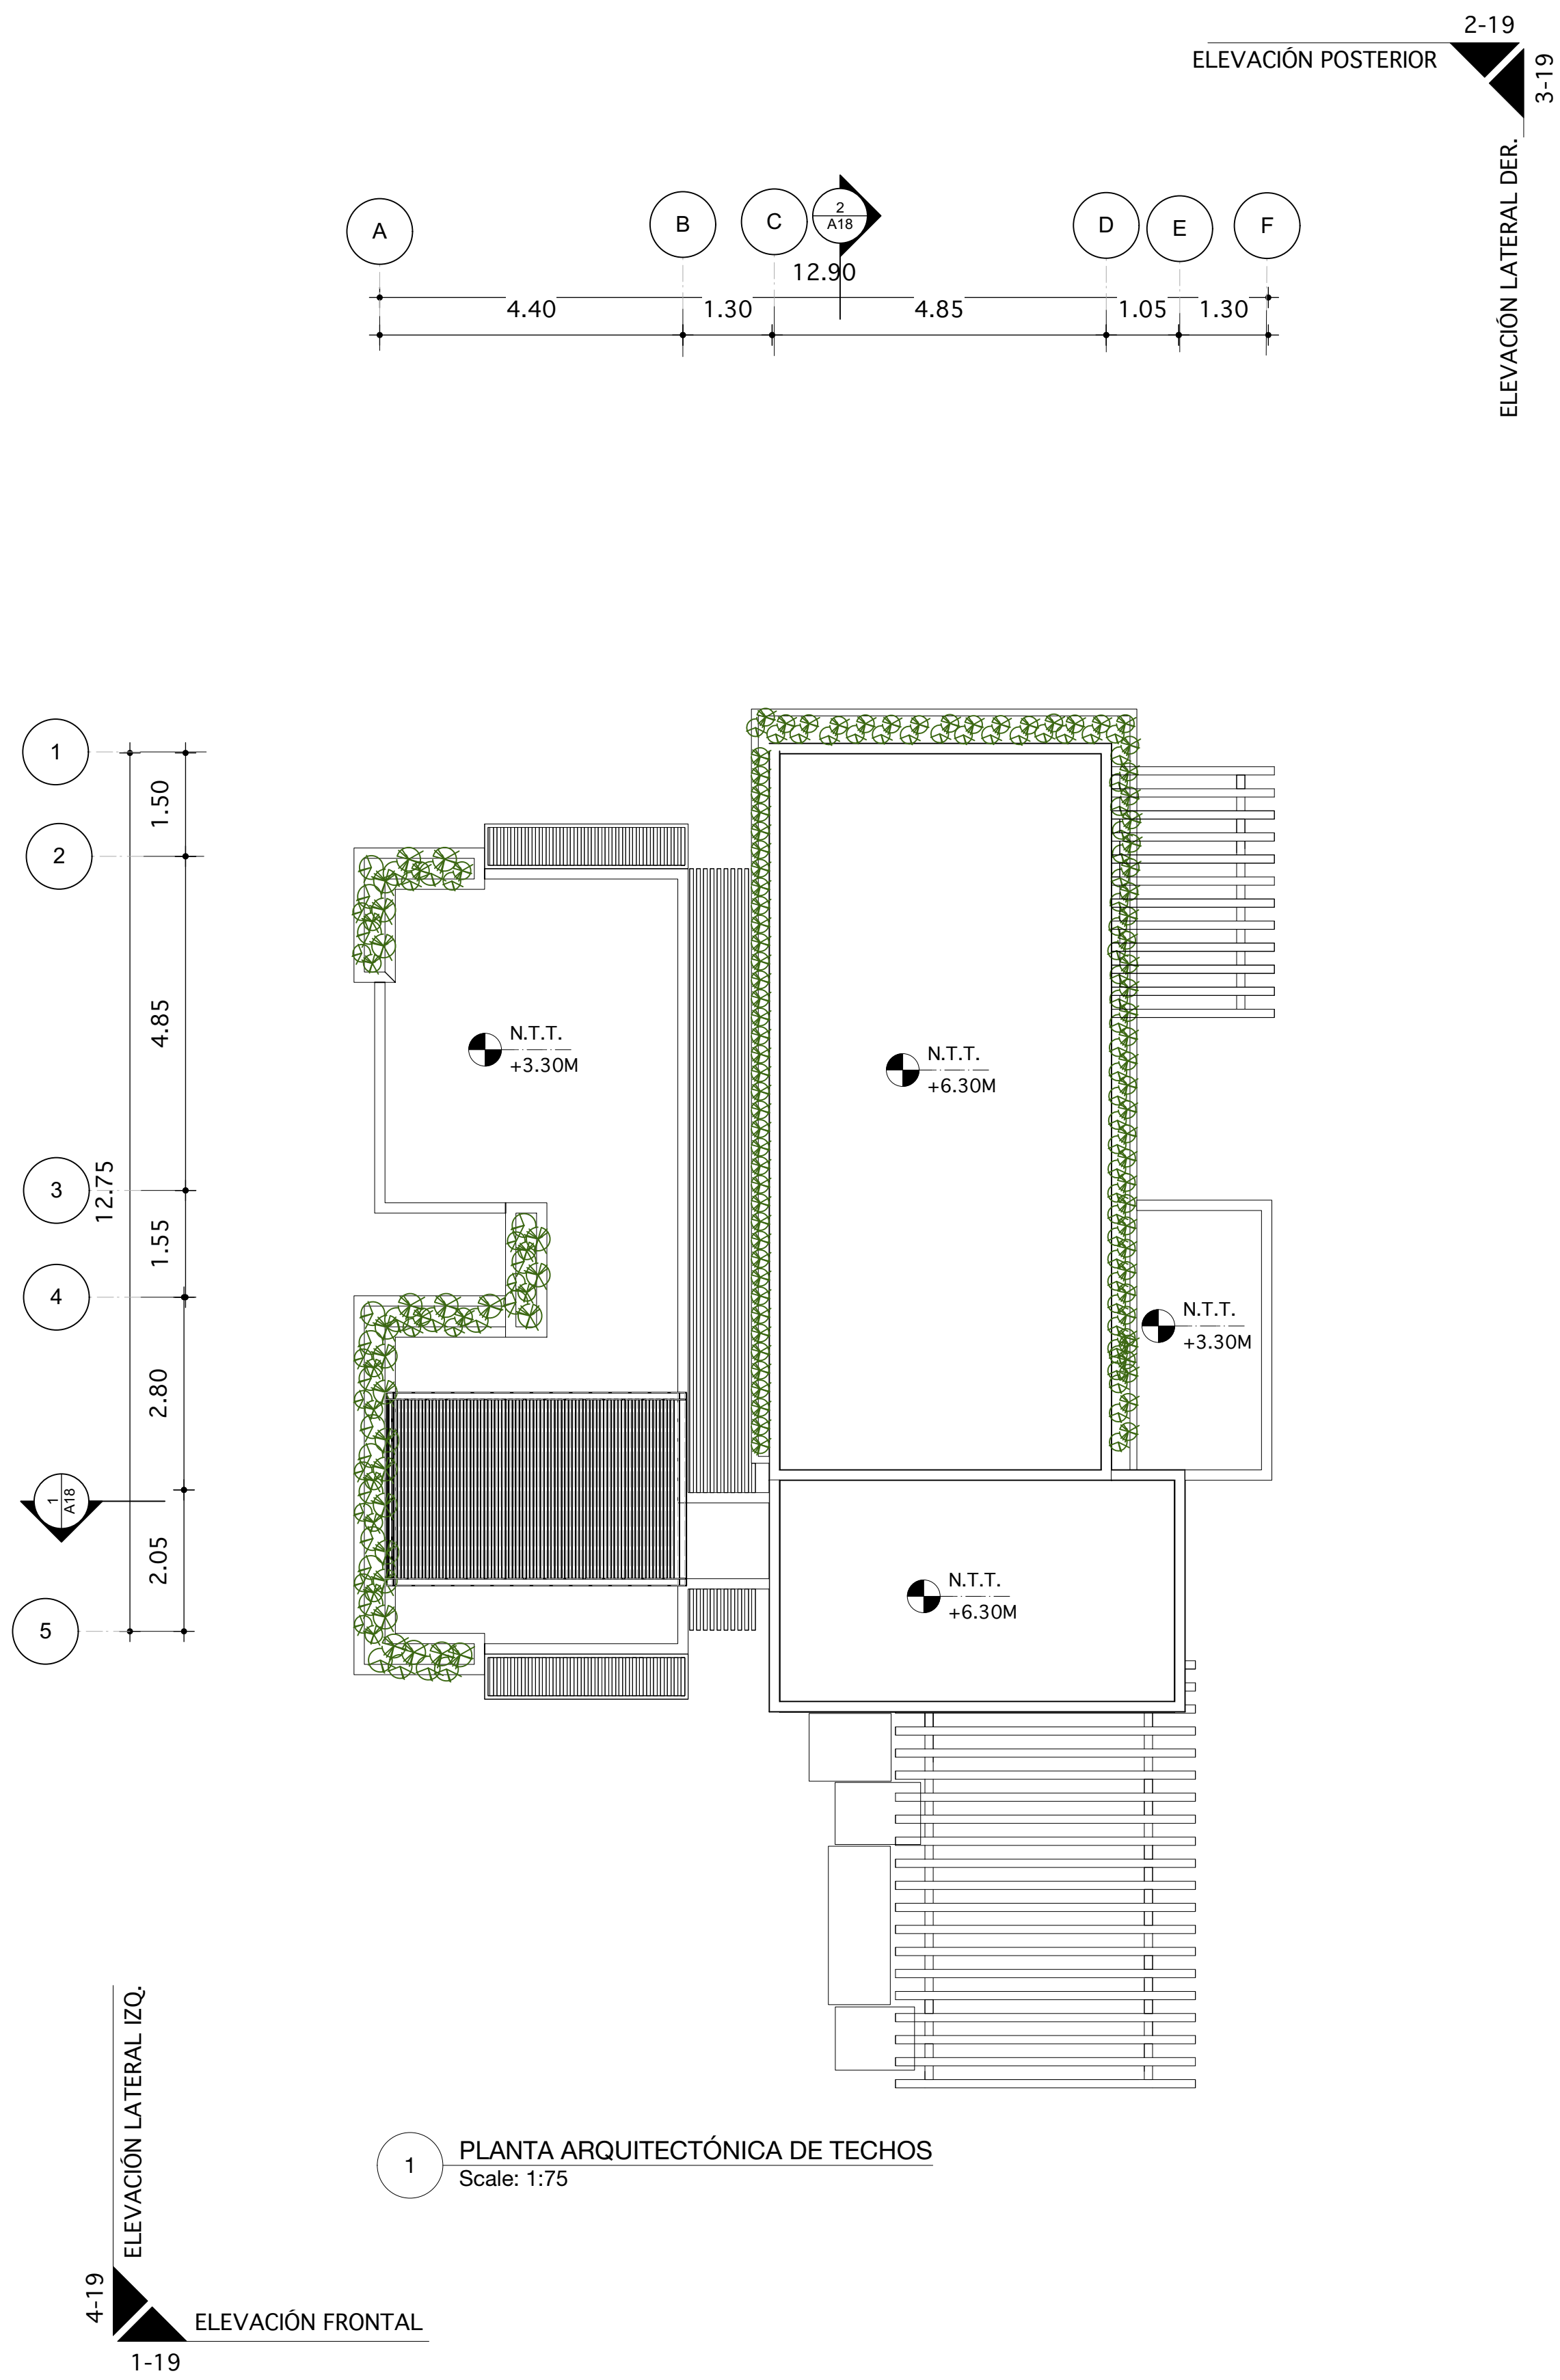 2-19
ELEVACIÓN POSTERIOR
3-19
ELEVACIÓN LATERAL DER.
A
B
C
2
A18
D
E
F
12.90
4.40
1.30
4.85
1.05
1.30
1
1.50
2
4.85
12.75
3
1.55
4
2.80
1
A18
2.05
5
N.T.T.
+3.30M
N.T.T.
+6.30M
N.T.T.
+3.30M
N.T.T.
+6.30M
1
PLANTA ARQUITECTÓNICA DE TECHOS
Scale: 1:75
ELEVACIÓN LATERAL IZQ.
4-19
ELEVACIÓN FRONTAL
1-19